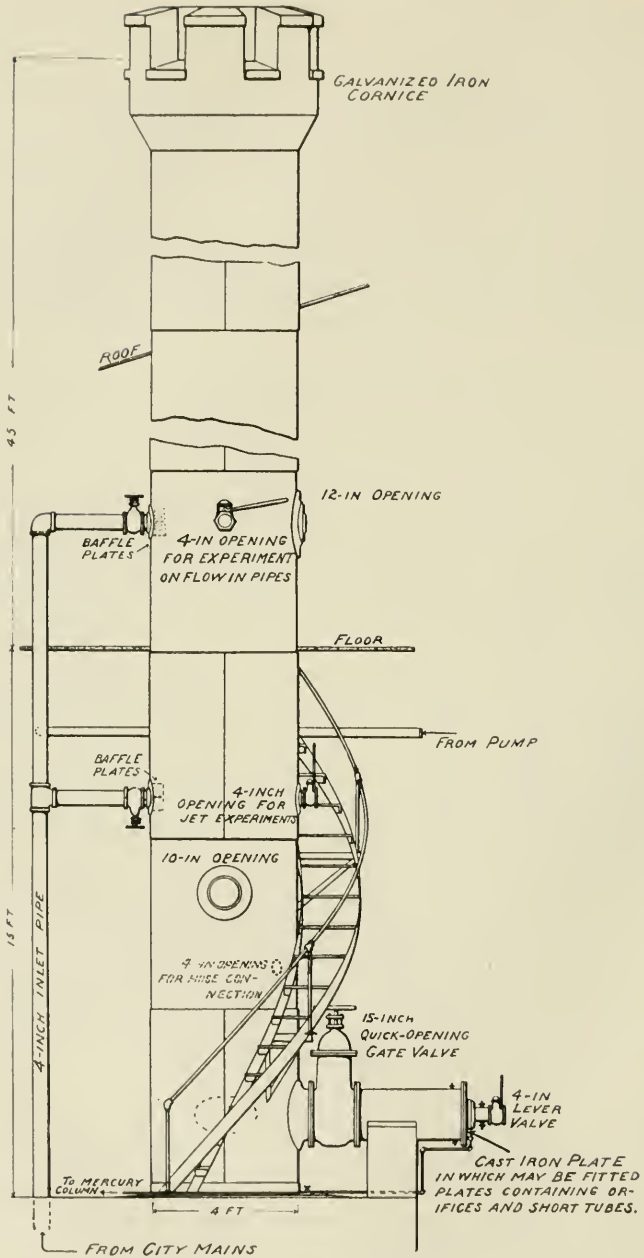 GALVANIZED IRON
CORNICE
ROOF
45 FT
12-IN OPENING
BAFFLE
PLATES
4-IN OPENING
FOR EXPERIMENT
ON FLOW IN PIPES
FLOOR
FROM PUMP
BAFFLE
PLATES
4-INCH
OPENING FOR
JET EXPERIMENTS
10-IN OPENING
15 FT
4-INCH INLET PIPE
4-IN OPENING
FOR HOSE CON-
NECTION
15-INCH
QUICK-OPENING
GATE VALVE
4-IN
LEVER
VALVE
CAST IRON PLATE
IN WHICH MAY BE FITTED
PLATES CONTAINING OR-
IFICES AND SHORT TUBES.
TO MERCURY
COLUMN
4 FT
FROM CITY MAINS